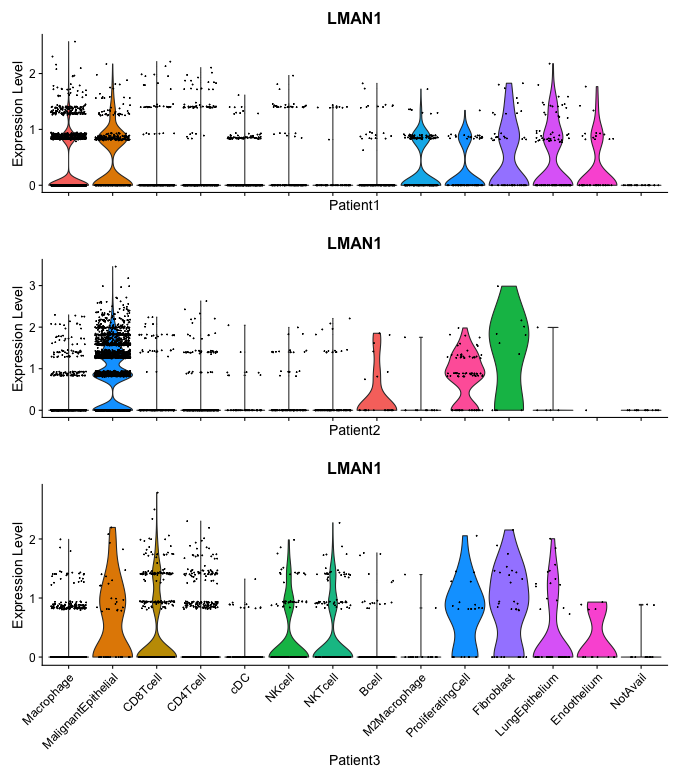 LMAN1
Expression Level
2
1
0
Patient1
LMAN1
Expression Level
3
2
1
0
Patient2
LMAN1
Expression Level
2
1
0
Macrophage
MalignantEpithelial
CD8Tcell
CD4Tcell
cDC
NKcell
NKTcell
Bcell
M2Macrophage
ProliferatingCell
Fibroblast
LungEpithelium
Endothelium
NotAvail
Patient3